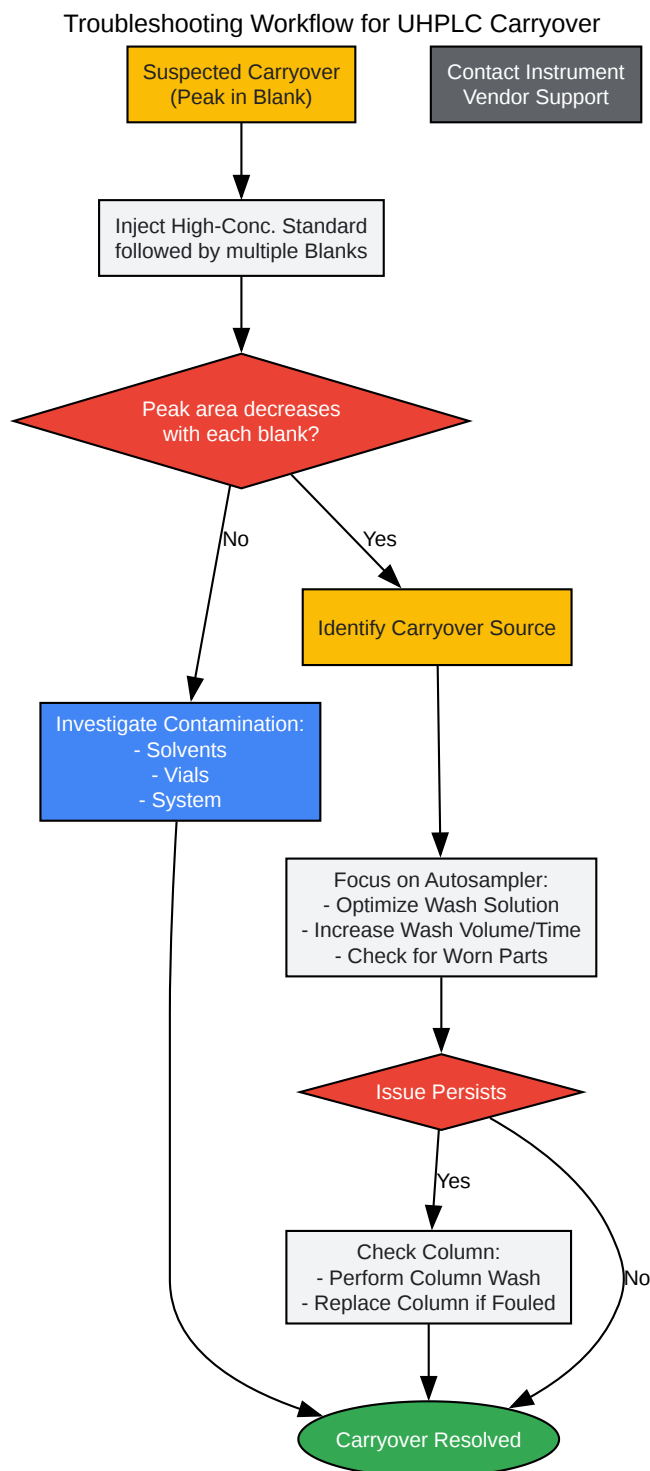 Troubleshooting Workflow for UHPLC Carryover
Suspected Carryover
(Peak in Blank)
Contact Instrument
Vendor Support
Inject High-Conc. Standard
followed by multiple Blanks
Peak area decreases
with each blank?
No
Yes
Identify Carryover Source
Investigate Contamination:
- Solvents
- Vials
- System
Focus on Autosampler:
- Optimize Wash Solution
- Increase Wash Volume/Time
- Check for Worn Parts
Issue Persists
Yes
Check Column:
- Perform Column Wash
- Replace Column if Fouled
No
Carryover Resolved